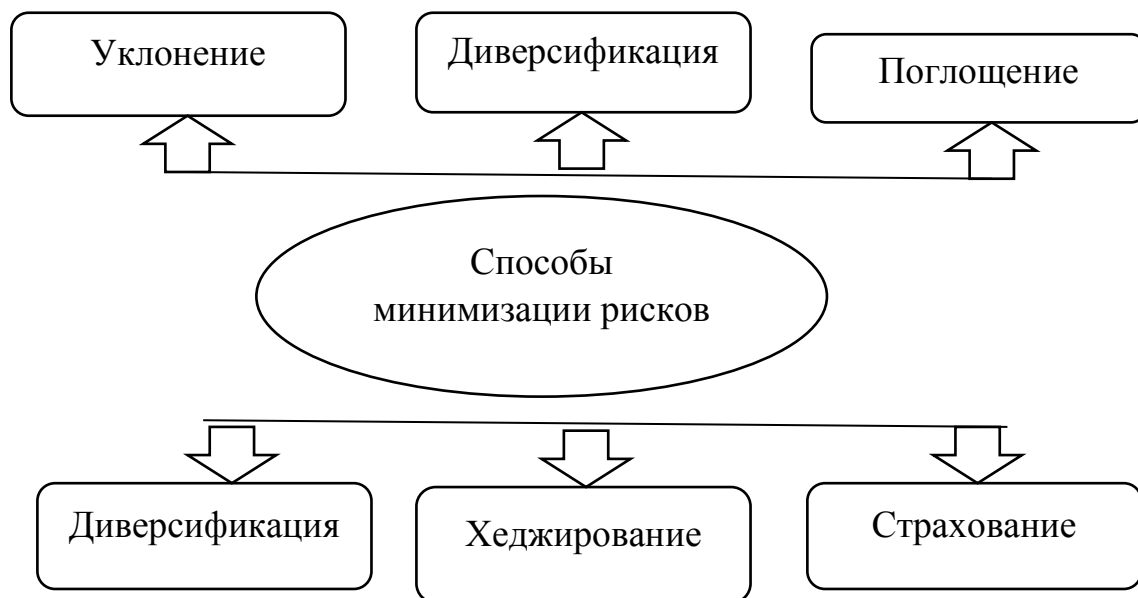 Уклонение
Диверсификация
Поглощение
Способы
минимизации рисков
Диверсификация
Хеджирование
Страхование